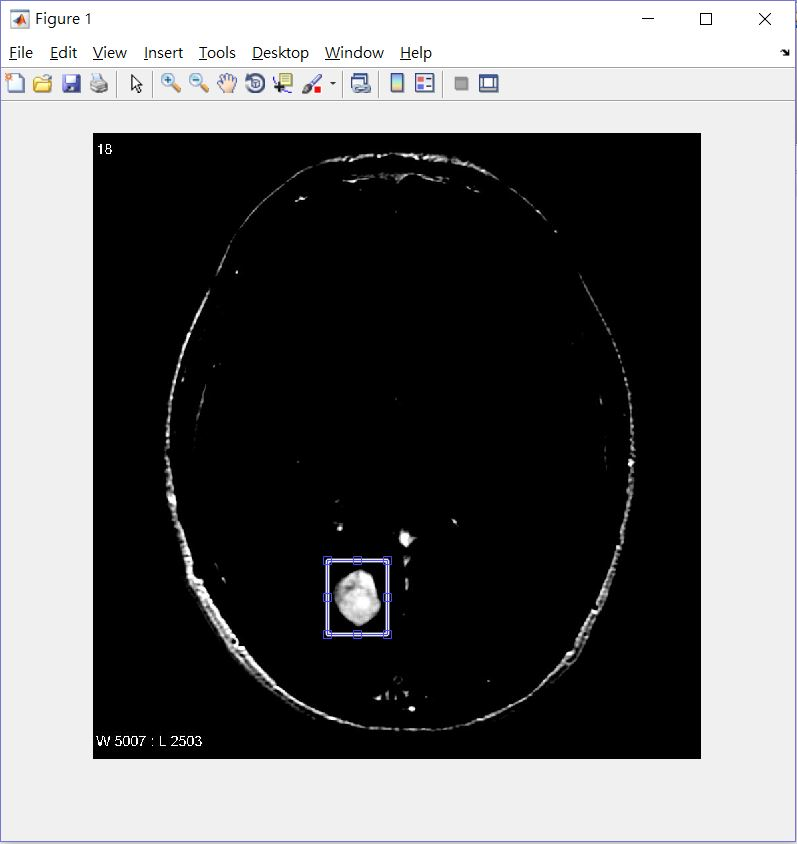 Figure 1
File Edit View Insert Tools Desktop Window Help
18
W 5007 : L 2503